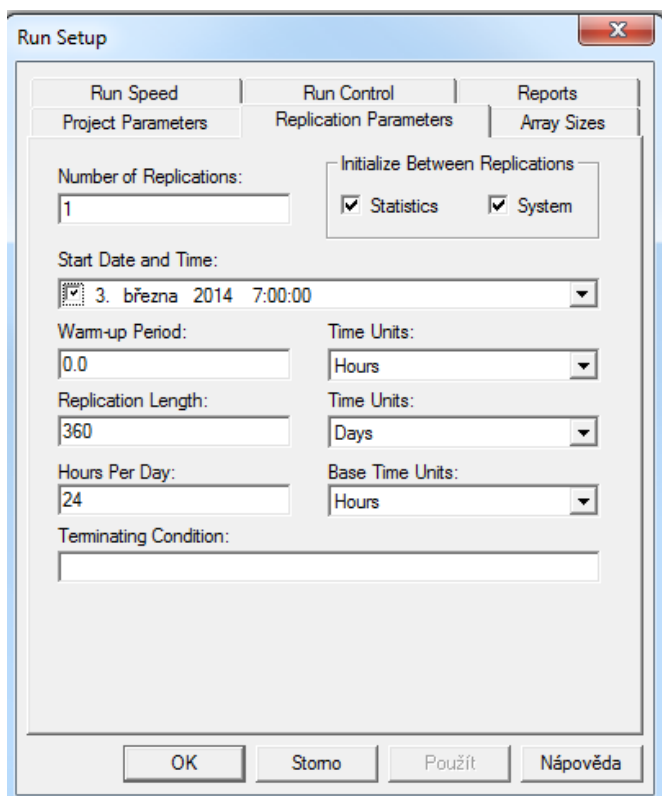 Run Setup
Run Speed Run Control Reports
Project Parameters Replication Parameters Array Sizes
Number of Replications:
1
Initialize Between Replications
Statistics System
Start Date and Time:
3. března 2014 7:00:00
Warm-up Period: Time Units:
0.0 Hours
Replication Length: Time Units:
360 Days
Hours Per Day: Base Time Units:
24 Hours
Terminating Condition:
OK Storno Použít Nápověda